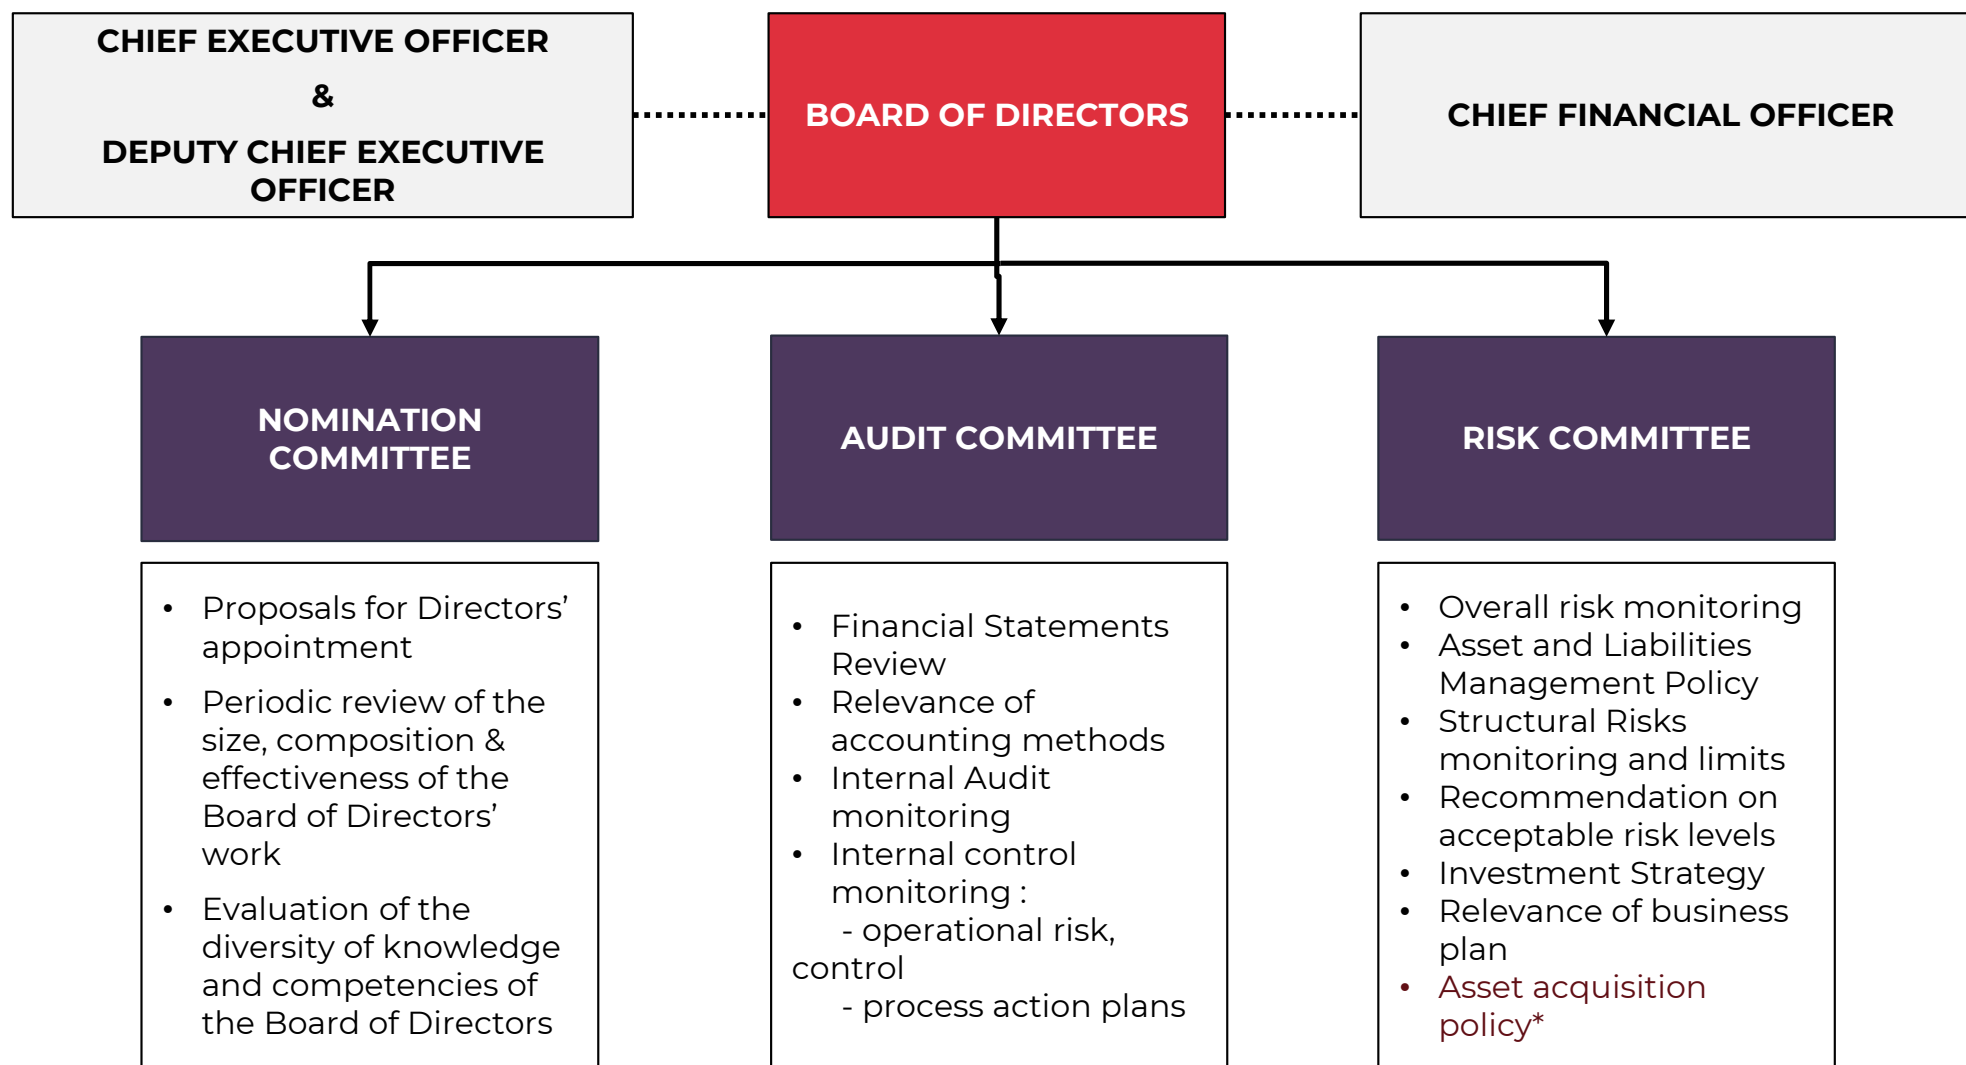 CHIEF EXECUTIVE OFFICER
&
DEPUTY CHIEF EXECUTIVE
OFFICER
BOARD OF DIRECTORS
CHIEF FINANCIAL OFFICER
NOMINATION
COMMITTEE
AUDIT COMMITTEE
RISK COMMITTEE
• Proposals for Directors’
appointment
• Periodic review of the
size, composition &
effectiveness of the
Board of Directors’
work
• Evaluation of the
diversity of knowledge
and competencies of
the Board of Directors
• Financial Statements
Review
• Relevance of
accounting methods
• Internal Audit
monitoring
• Internal control
monitoring :
- operational risk,
control
- process action plans
• Overall risk monitoring
• Asset and Liabilities
Management Policy
• Structural Risks
monitoring and limits
• Recommendation on
acceptable risk levels
• Investment Strategy
• Relevance of business
plan
• Asset acquisition
policy*